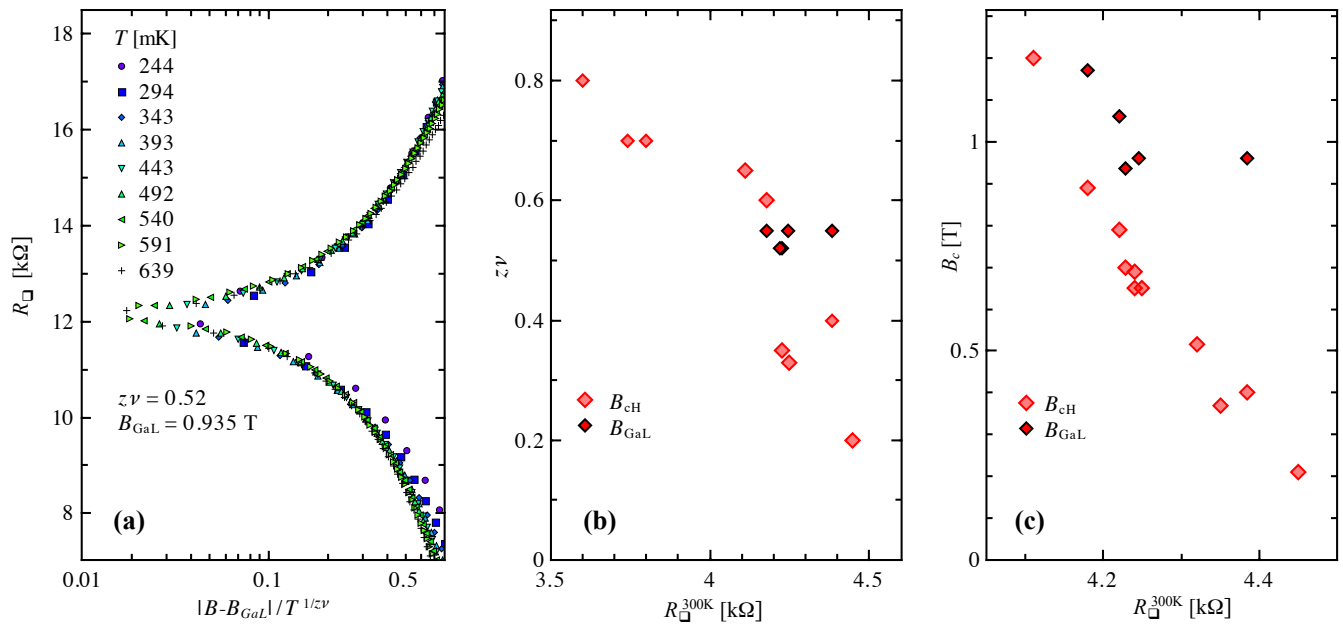 18
16
14
12
10
8
R□ [kΩ]
T [mK]
244
294
343
393
443
492
540
591
639
zν = 0.52
B_GaL = 0.935 T
(a)
0.01
0.1
0.5
|B-B_GaL| / T^1/zν
0.8
0.6
0.4
0.2
0
zν
B_cH
B_GaL
(b)
3.5
4
4.5
R□^300K [kΩ]
1
0.5
0
B_c [T]
B_cH
B_GaL
(c)
4.2
4.4
R□^300K [kΩ]